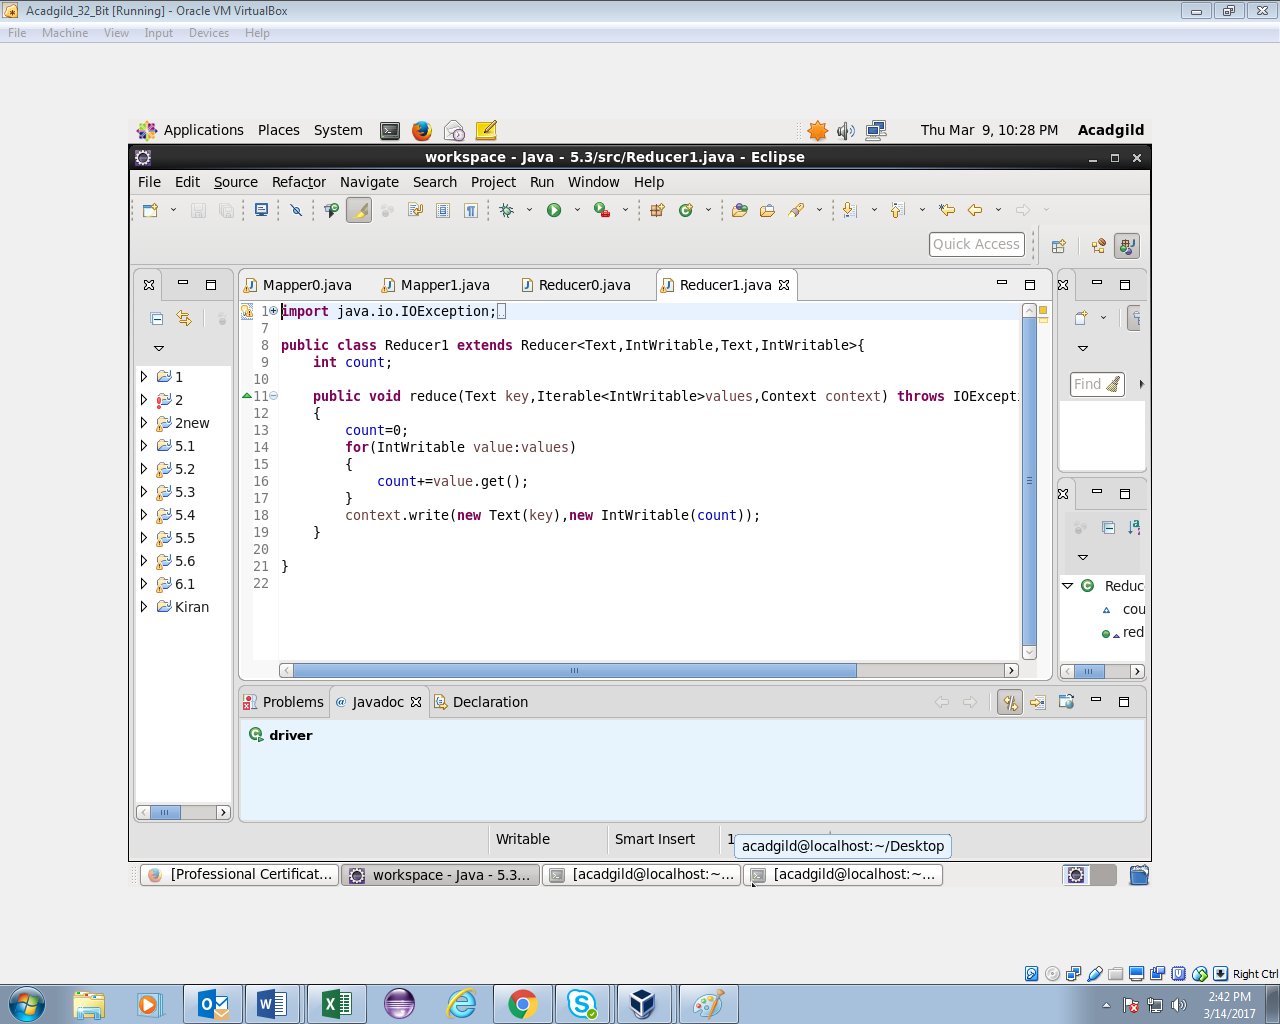 Acadgild_32_Bit [Running] - Oracle VM VirtualBox
File Machine View Input Devices Help
Applications Places System Thu Mar 9, 10:28 PM Acadgild
workspace - Java - 5.3/src/Reducer1.java - Eclipse
File Edit Source Refactor Navigate Search Project Run Window Help
Quick Access
Mapper0.java Mapper1.java Reducer0.java Reducer1.java
1 import java.io.IOException;
7
8 public class Reducer1 extends Reducer<Text,IntWritable,Text,IntWritable>{
9 int count;
10
11 public void reduce(Text key,Iterable<IntWritable>values,Context context) throws IOExcepti
12 {
13 count=0;
14 for(IntWritable value:values)
15 {
16 count+=value.get();
17 }
18 context.write(new Text(key),new IntWritable(count));
19 }
20
21 }
22
1
2
2new
5.1
5.2
5.3
5.4
5.5
5.6
6.1
Kiran
Find
Reduc
cou
red
Problems @ Javadoc Declaration
driver
Writable Smart Insert 1
acadgild@localhost:~/Desktop
[Professional Certificat... workspace - Java - 5.3... [acadgild@localhost:~... [acadgild@localhost:~...
Right Ctrl
2:42 PM
3/14/2017